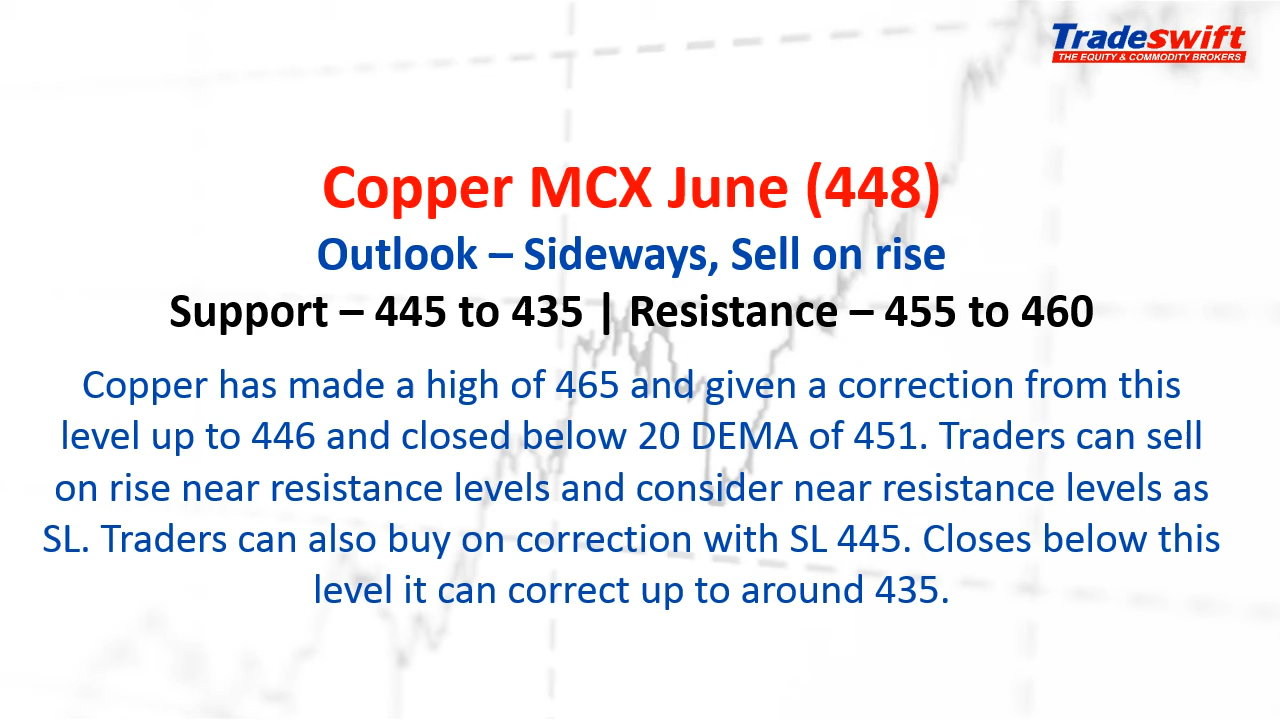 Tradeswift
THE EQUITY & COMMODITY BROKERS
Copper MCX June (448)
Outlook – Sideways, Sell on rise
Support – 445 to 435 | Resistance – 455 to 460
Copper has made a high of 465 and given a correction from this
level up to 446 and closed below 20 DEMA of 451. Traders can sell
on rise near resistance levels and consider near resistance levels as
SL. Traders can also buy on correction with SL 445. Closes below this
level it can correct up to around 435.